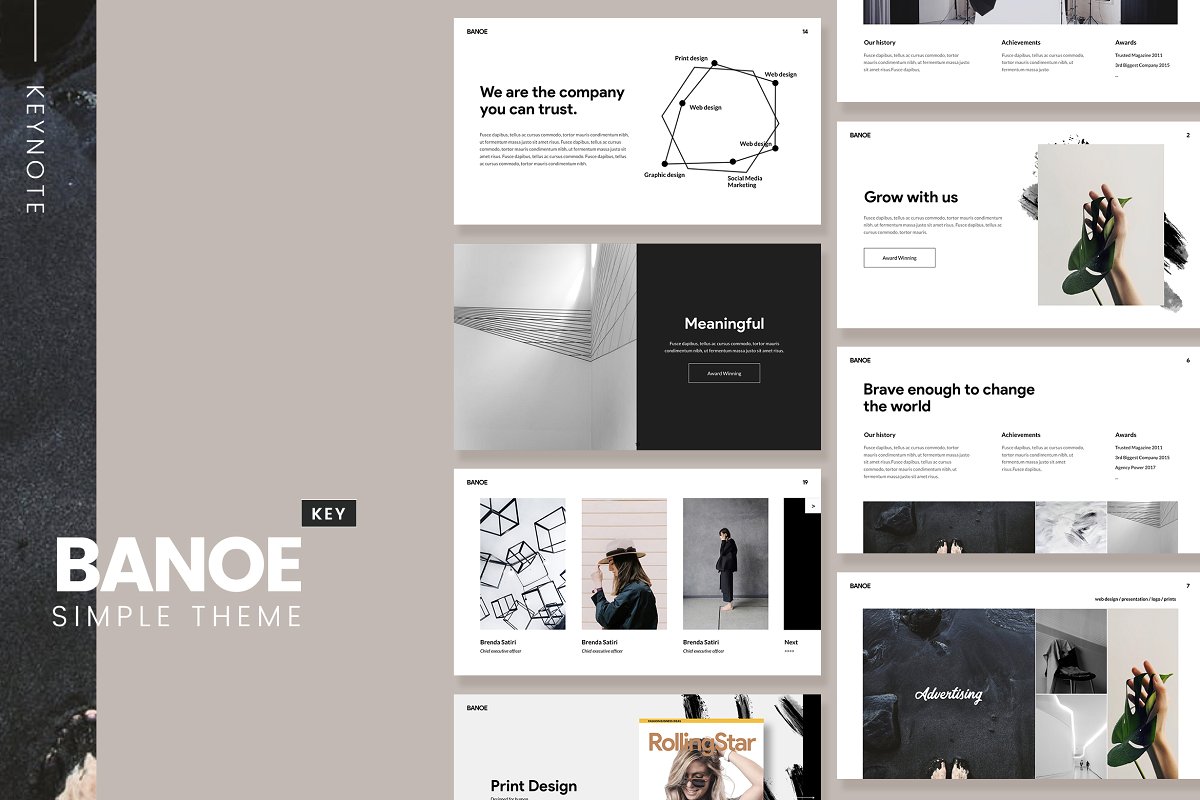 KEYNOTE
KEY
BANOE
SIMPLE THEME
BANOE
14
We are the company
you can trust.
Fusce dapibus, tellus ac cursus commodo, tortor mauris condimentum nibh,
ut fermentum massa justo sit amet risus. Fusce dapibus, tellus ac cursus
commodo, tortor mauris condimentum nibh, ut fermentum massa justo sit
amet risus. Fusce dapibus, tellus ac cursus commodo. Fusce dapibus, tellus
ac cursus commodo, tortor mauris condimentum nibh.
Print design
Web design
Web design
Web design
Graphic design
Social Media
Marketing
Meaningful
Fusce dapibus, tellus ac cursus commodo, tortor mauris
condimentum nibh, ut fermentum massa justo sit amet risus.
Award Winning
BANOE
19
>
Brenda Satiri
Chief executive officer
Brenda Satiri
Chief executive officer
Brenda Satiri
Chief executive officer
Next
BANOE
Print Design
RollingStar
Our history
Fusce dapibus, tellus ac cursus commodo, tortor
mauris condimentum nibh, ut fermentum massa justo
sit amet risus.Fusce dapibus.
Achievements
Fusce dapibus, tellus ac cursus commodo,
tortor mauris condimentum nibh, ut
fermentum massa justo
Awards
Trusted Magazine 2011
3rd Biggest Company 2015
...
BANOE
2
Grow with us
Fusce dapibus, tellus ac cursus commodo, tortor mauris condimentum
nibh, ut fermentum massa justo sit amet risus. Fusce dapibus, tellus ac
cursus commodo, tortor mauris.
Award Winning
BANOE
6
Brave enough to change
the world
Our history
Fusce dapibus, tellus ac cursus commodo, tortor
mauris condimentum nibh, ut fermentum massa justo
sit amet risus.Fusce dapibus, tellus ac cursus
commodo, tortor mauris condimentum nibh, ut
fermentum massa justo sit amet risus.
Achievements
Fusce dapibus, tellus ac cursus commodo,
tortor mauris condimentum nibh, ut
fermentum massa justo sit amet
risus.Fusce dapibus.
Awards
Trusted Magazine 2011
3rd Biggest Company 2015
Agency Power 2017
...
BANOE
7
web design / presentation / logo / prints
Advertising